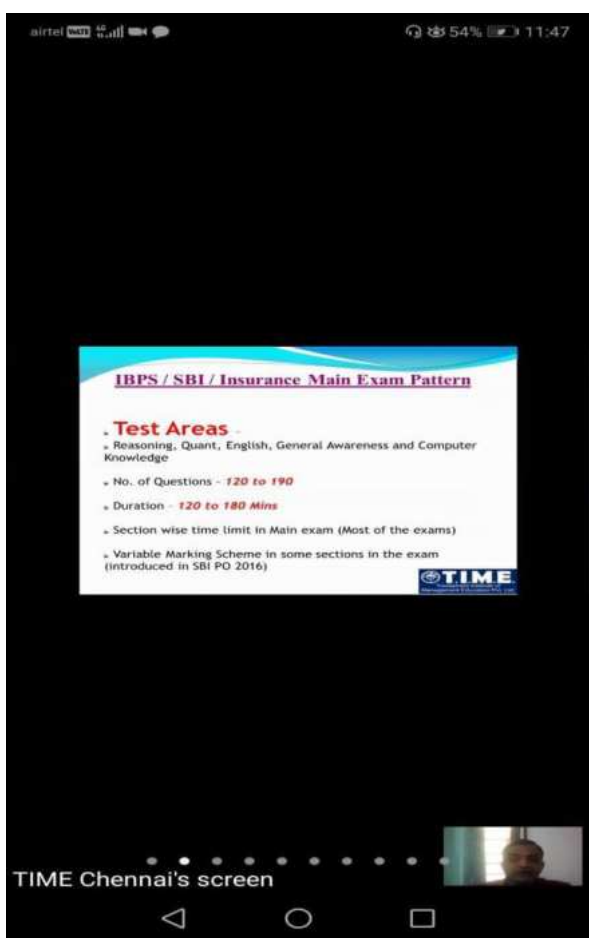 airtel VoLTE 4G 54% 11:47
IBPS / SBI / Insurance Main Exam Pattern
Test Areas -
Reasoning, Quant, English, General Awareness and Computer
Knowledge
No. of Questions - 120 to 190
Duration - 120 to 180 Mins
Section wise time limit in Main exam (Most of the exams)
Variable Marking Scheme in some sections in the exam
(introduced in SBI PO 2016)
T.I.M.E.
TIME Chennai's screen